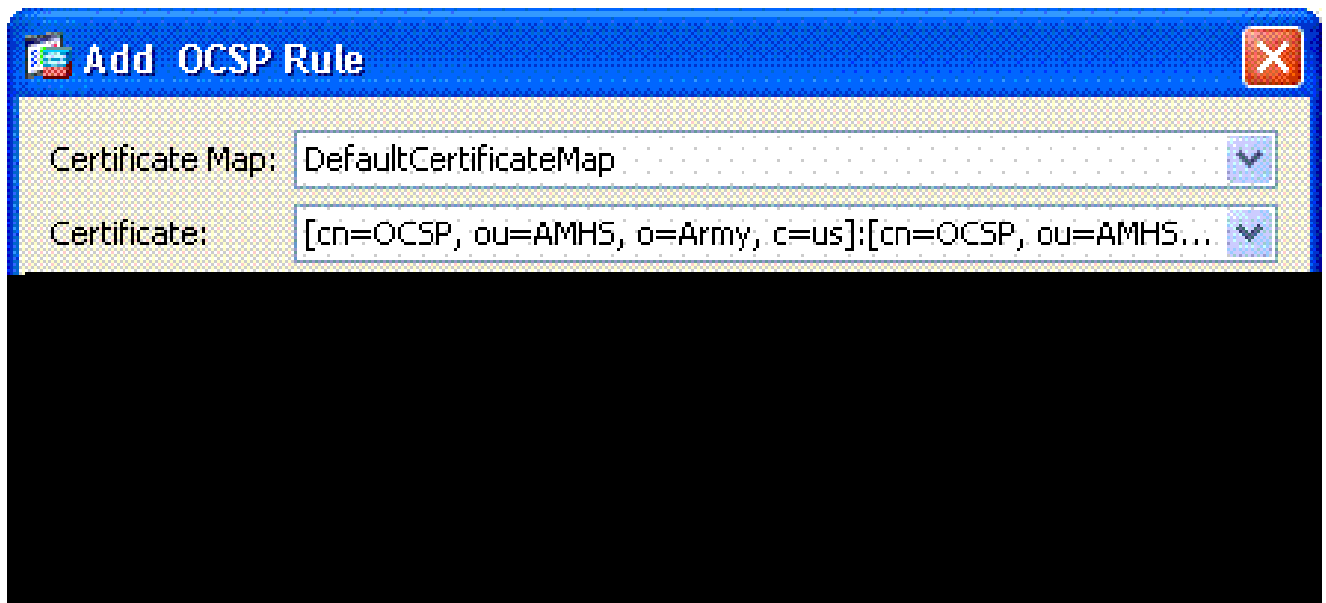 Add OCSP Rule
Certificate Map: DefaultCertificateMap
Certificate: [cn=OCSP, ou=AMHS, o=Army, c=us]:[cn=OCSP, ou=AMHS...